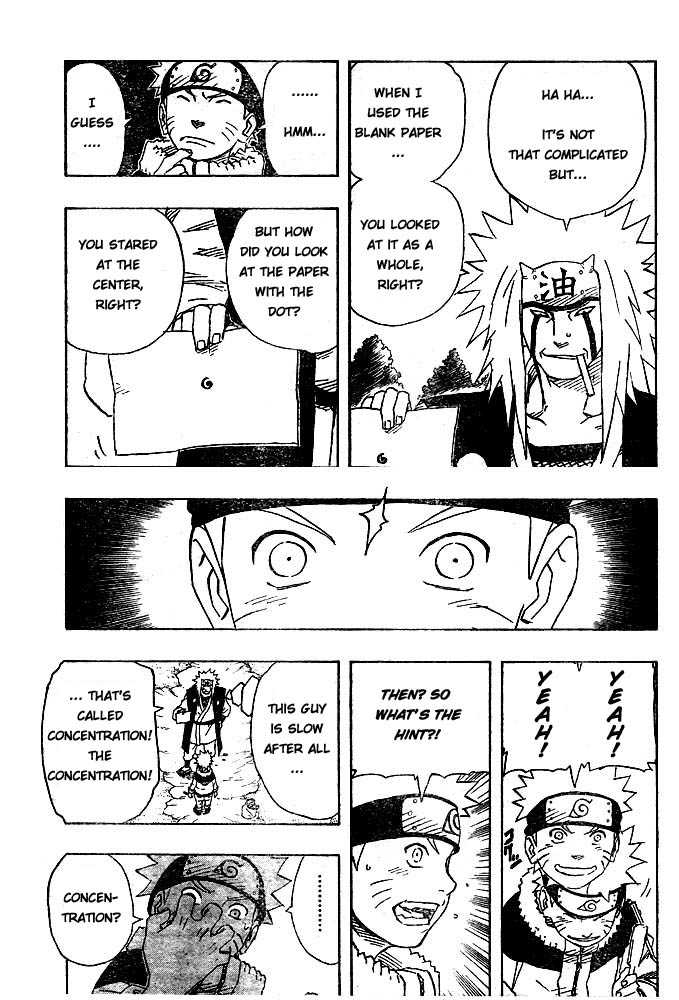 HA HA...
IT'S NOT
THAT COMPLICATED
BUT...
油
WHEN I
USED THE
BLANK PAPER
...
YOU LOOKED
AT IT AS A
WHOLE,
RIGHT?
......
HMM...
I
GUESS
....
BUT HOW
DID YOU LOOK
AT THE PAPER
WITH THE
DOT?
YOU STARED
AT THE
CENTER,
RIGHT?
YEAH!
YEAH!
コクッ
THEN? SO
WHAT'S THE
HINT?!
THIS GUY
IS SLOW
AFTER ALL
...
... THAT'S
CALLED
CONCENTRATION!
THE
CONCENTRATION!
.........
CONCEN-
TRATION?